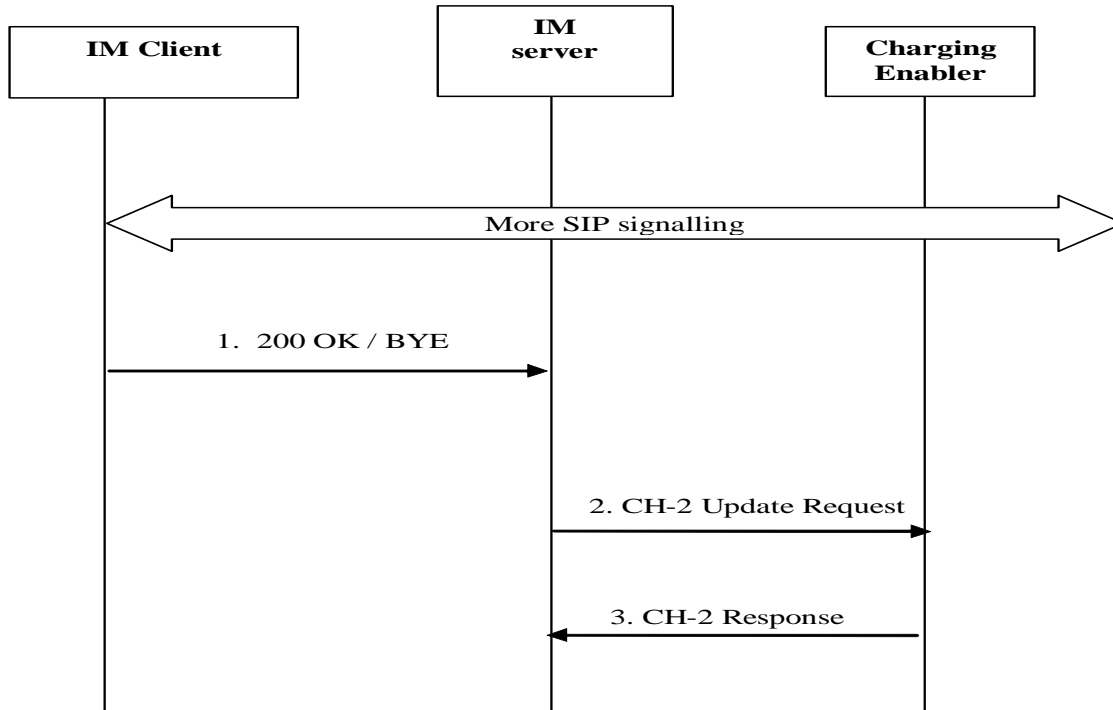 IM Client
IM
server
Charging
Enabler
More SIP signalling
1. 200 OK / BYE
2. CH-2 Update Request
3. CH-2 Response